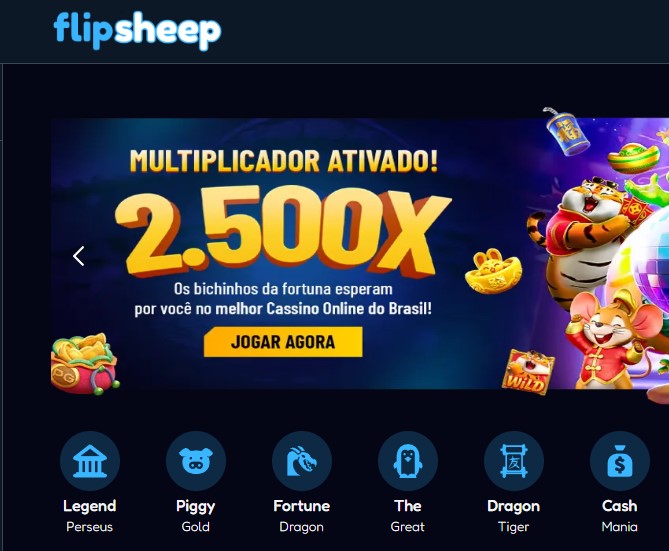 flipsheep
MULTIPLICADOR ATIVADO!
2.500X
Os bichinhos da fortuna esperam
por você no melhor Cassino Online do Brasil!
JOGAR AGORA
WILD
PG
Legend
Perseus
Piggy
Gold
Fortune
Dragon
The
Great
Dragon
Tiger
Cash
Mania